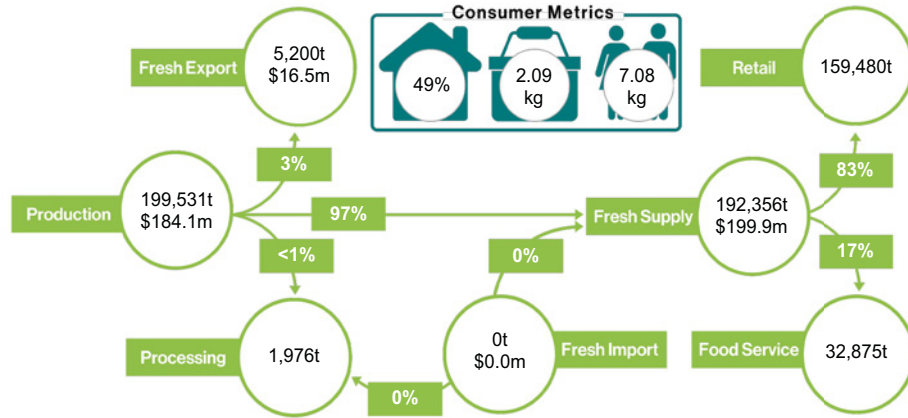 Consumer Metrics
Fresh Export
5,200t
$16.5m
49%
2.09
kg
7.08
kg
Retail
159,480t
3%
83%
Production
199,531t
$184.1m
97%
Fresh Supply
192,356t
$199.9m
<1%
0%
17%
Processing
1,976t
0t
$0.0m
Fresh Import
Food Service
32,875t
0%